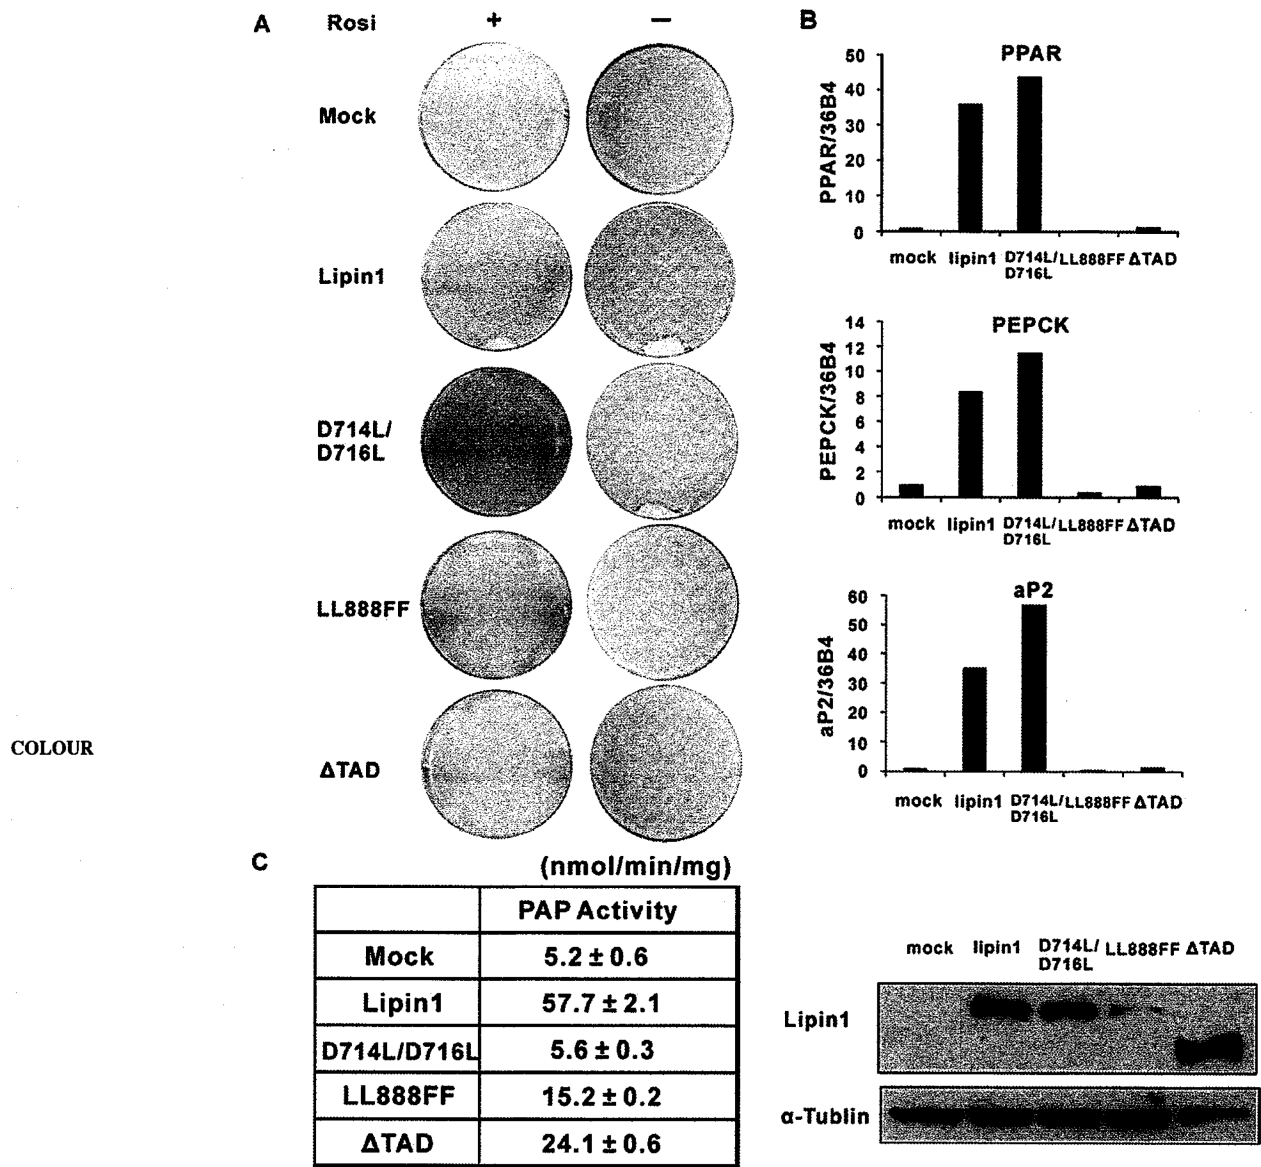 A Rosi + −
Mock
Lipin1
D714L/
D716L
LL888FF
ΔTAD
COLOUR
B
PPAR
PPAR/36B4
50
40
30
20
10
0
mock lipin1 D714L/ LL888FF ΔTAD
D716L
PEPCK
PEPCK/36B4
14
12
10
8
6
4
2
0
mock lipin1 D714L/ LL888FF ΔTAD
D716L
aP2
aP2/36B4
60
50
40
30
20
10
0
mock lipin1 D714L/ LL888FF ΔTAD
D716L
C (nmol/min/mg)
PAP Activity
Mock 5.2 ± 0.6
Lipin1 57.7 ± 2.1
D714L/D716L 5.6 ± 0.3
LL888FF 15.2 ± 0.2
ΔTAD 24.1 ± 0.6
mock lipin1 D714L/ LL888FF ΔTAD
D716L
Lipin1
α-Tublin